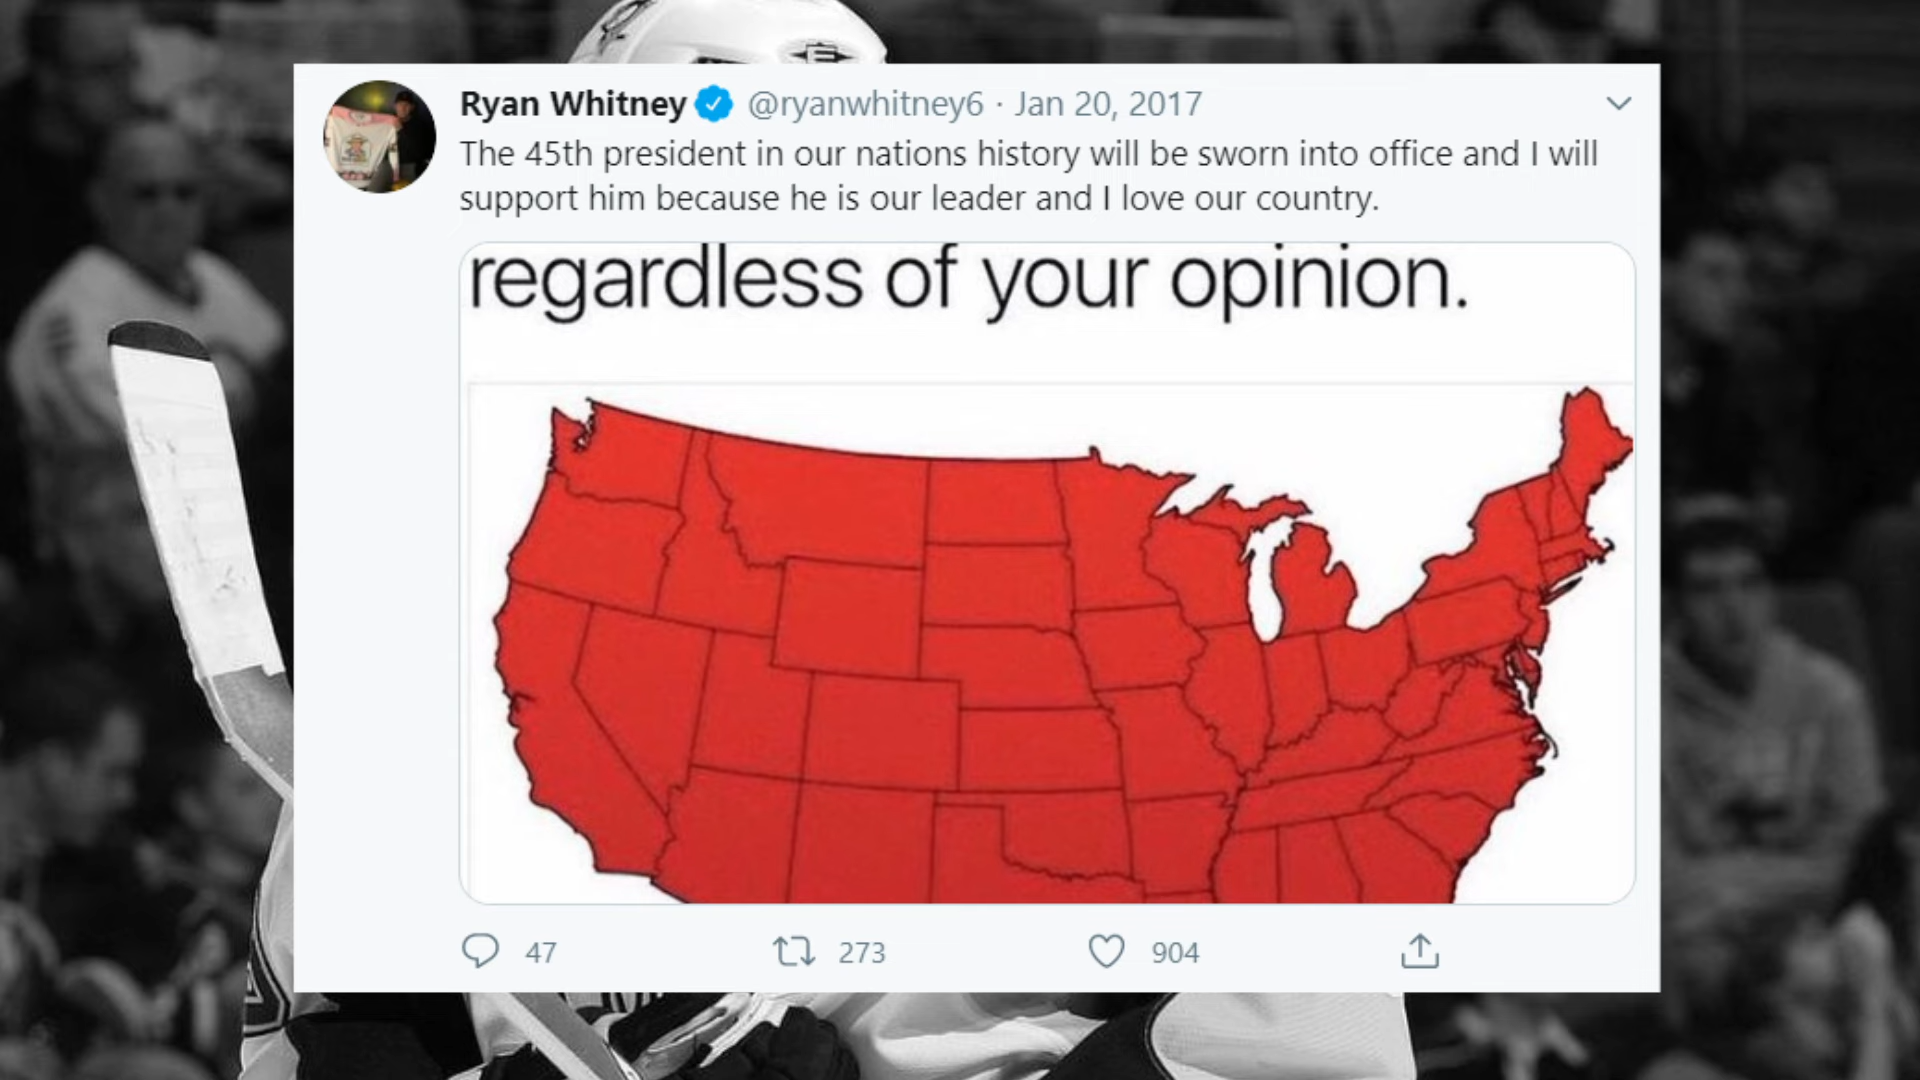 Ryan Whitney @ryanwhitney6 · Jan 20, 2017
The 45th president in our nations history will be sworn into office and I will
support him because he is our leader and I love our country.
regardless of your opinion.
47 273 904